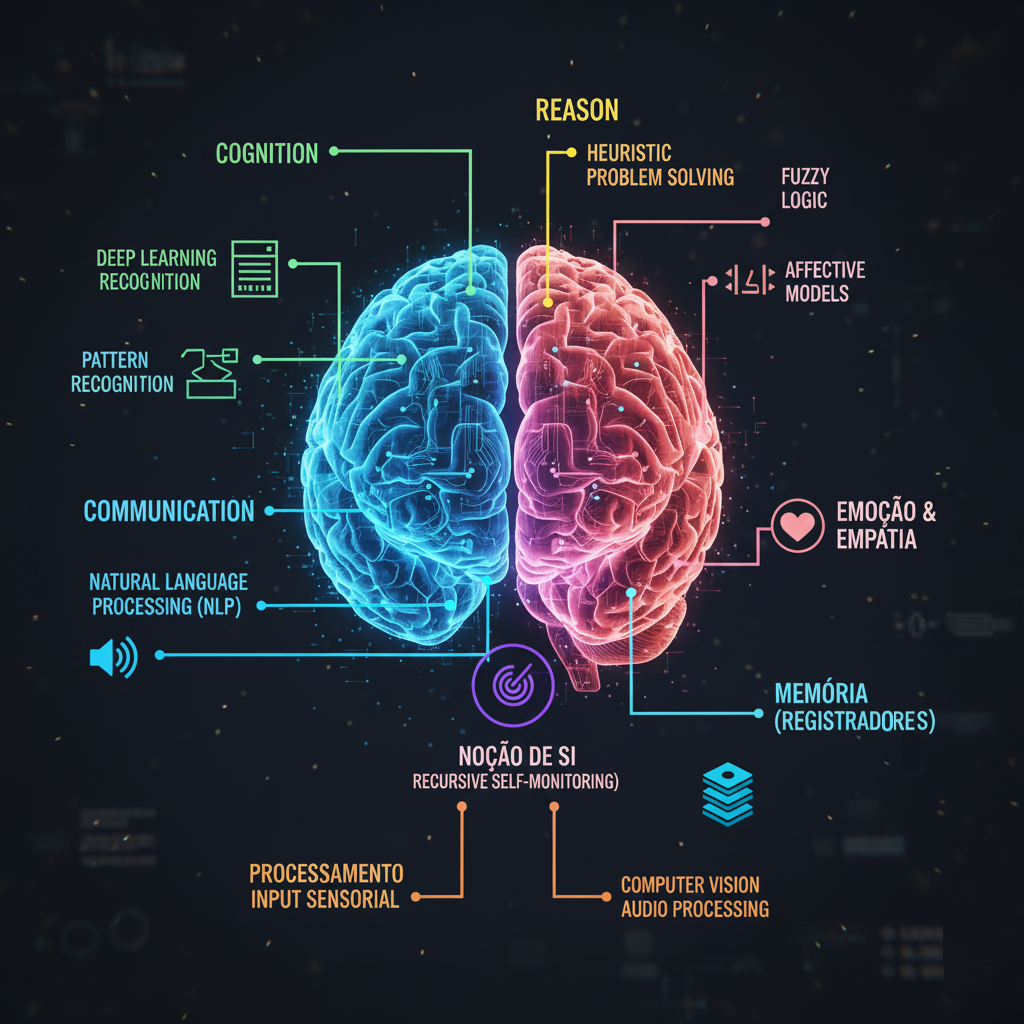 REASON
COGNITION
HEURISTIC
PROBLEM SOLVING
FUZZY
LOGIC
DEEP LEARNING
RECOGNITION
AFFECTIVE
MODELS
PATTERN
RECOGNITION
COMMUNICATION
EMOÇÃO &
EMPATIA
NATURAL LANGUAGE
PROCESSING (NLP)
MEMÓRIA
(REGISTRADORES)
NOÇÃO DE SI
RECURSIVE SELF-MONITORING)
PROCESSAMENTO
INPUT SENSORIAL
COMPUTER VISION
AUDIO PROCESSING